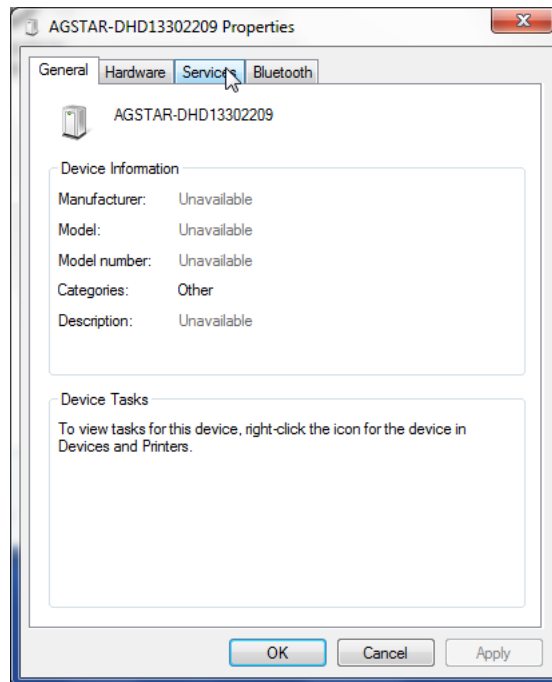 AGSTAR-DHD13302209 Properties
General Hardware Services Bluetooth
AGSTAR-DHD13302209
Device Information
Manufacturer: Unavailable
Model: Unavailable
Model number: Unavailable
Categories: Other
Description: Unavailable
Device Tasks
To view tasks for this device, right-click the icon for the device in
Devices and Printers.
OK Cancel Apply